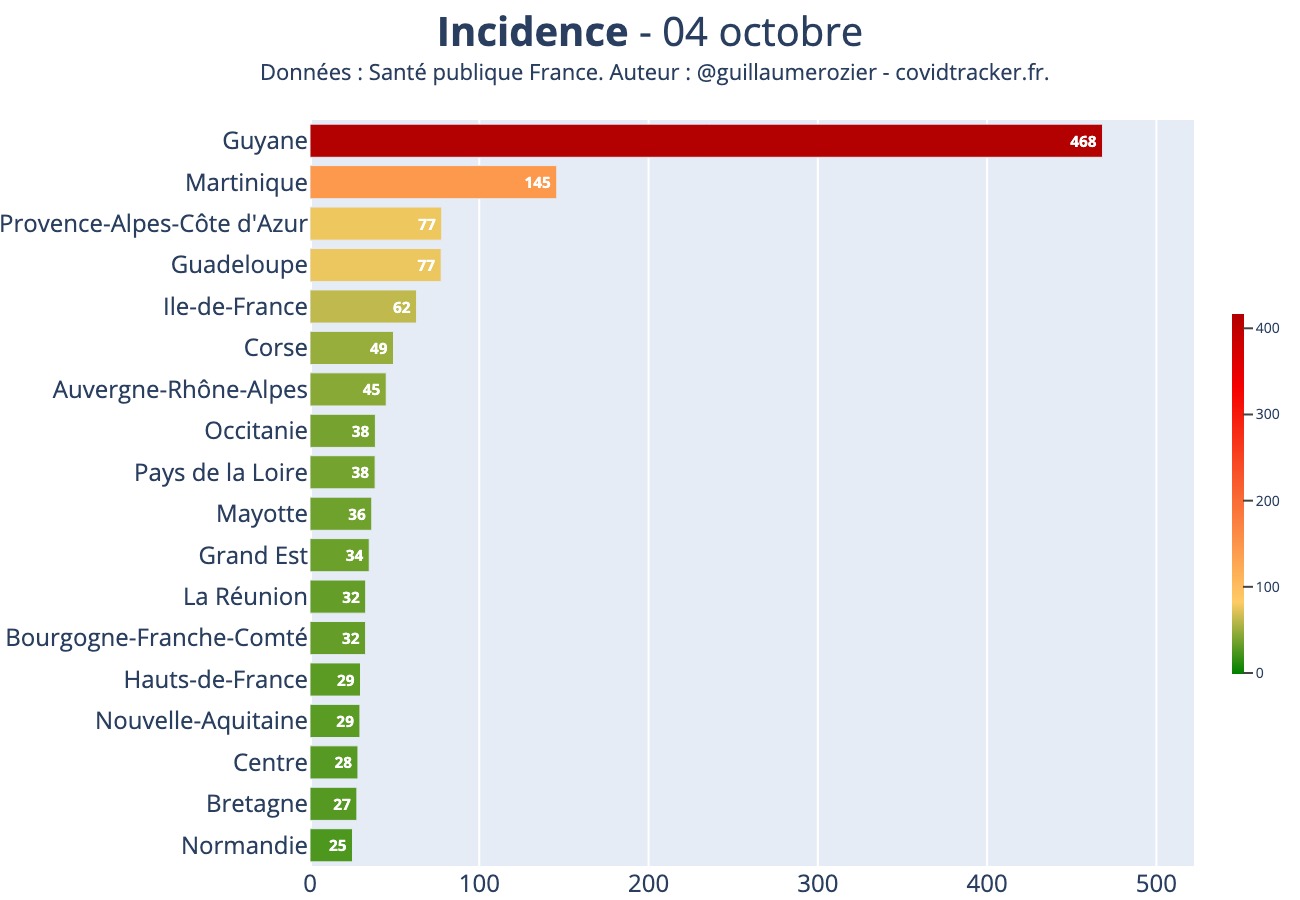 Incidence - 04 octobre
Données : Santé publique France. Auteur : @guillaumerozier - covidtracker.fr.
Guyane 468
Martinique 145
Provence-Alpes-Côte d'Azur 77
Guadeloupe 77
Ile-de-France 62
Corse 49
Auvergne-Rhône-Alpes 45
Occitanie 38
Pays de la Loire 38
Mayotte 36
Grand Est 34
La Réunion 32
Bourgogne-Franche-Comté 32
Hauts-de-France 29
Nouvelle-Aquitaine 29
Centre 28
Bretagne 27
Normandie 25
0 100 200 300 400 500
400
300
200
100
0